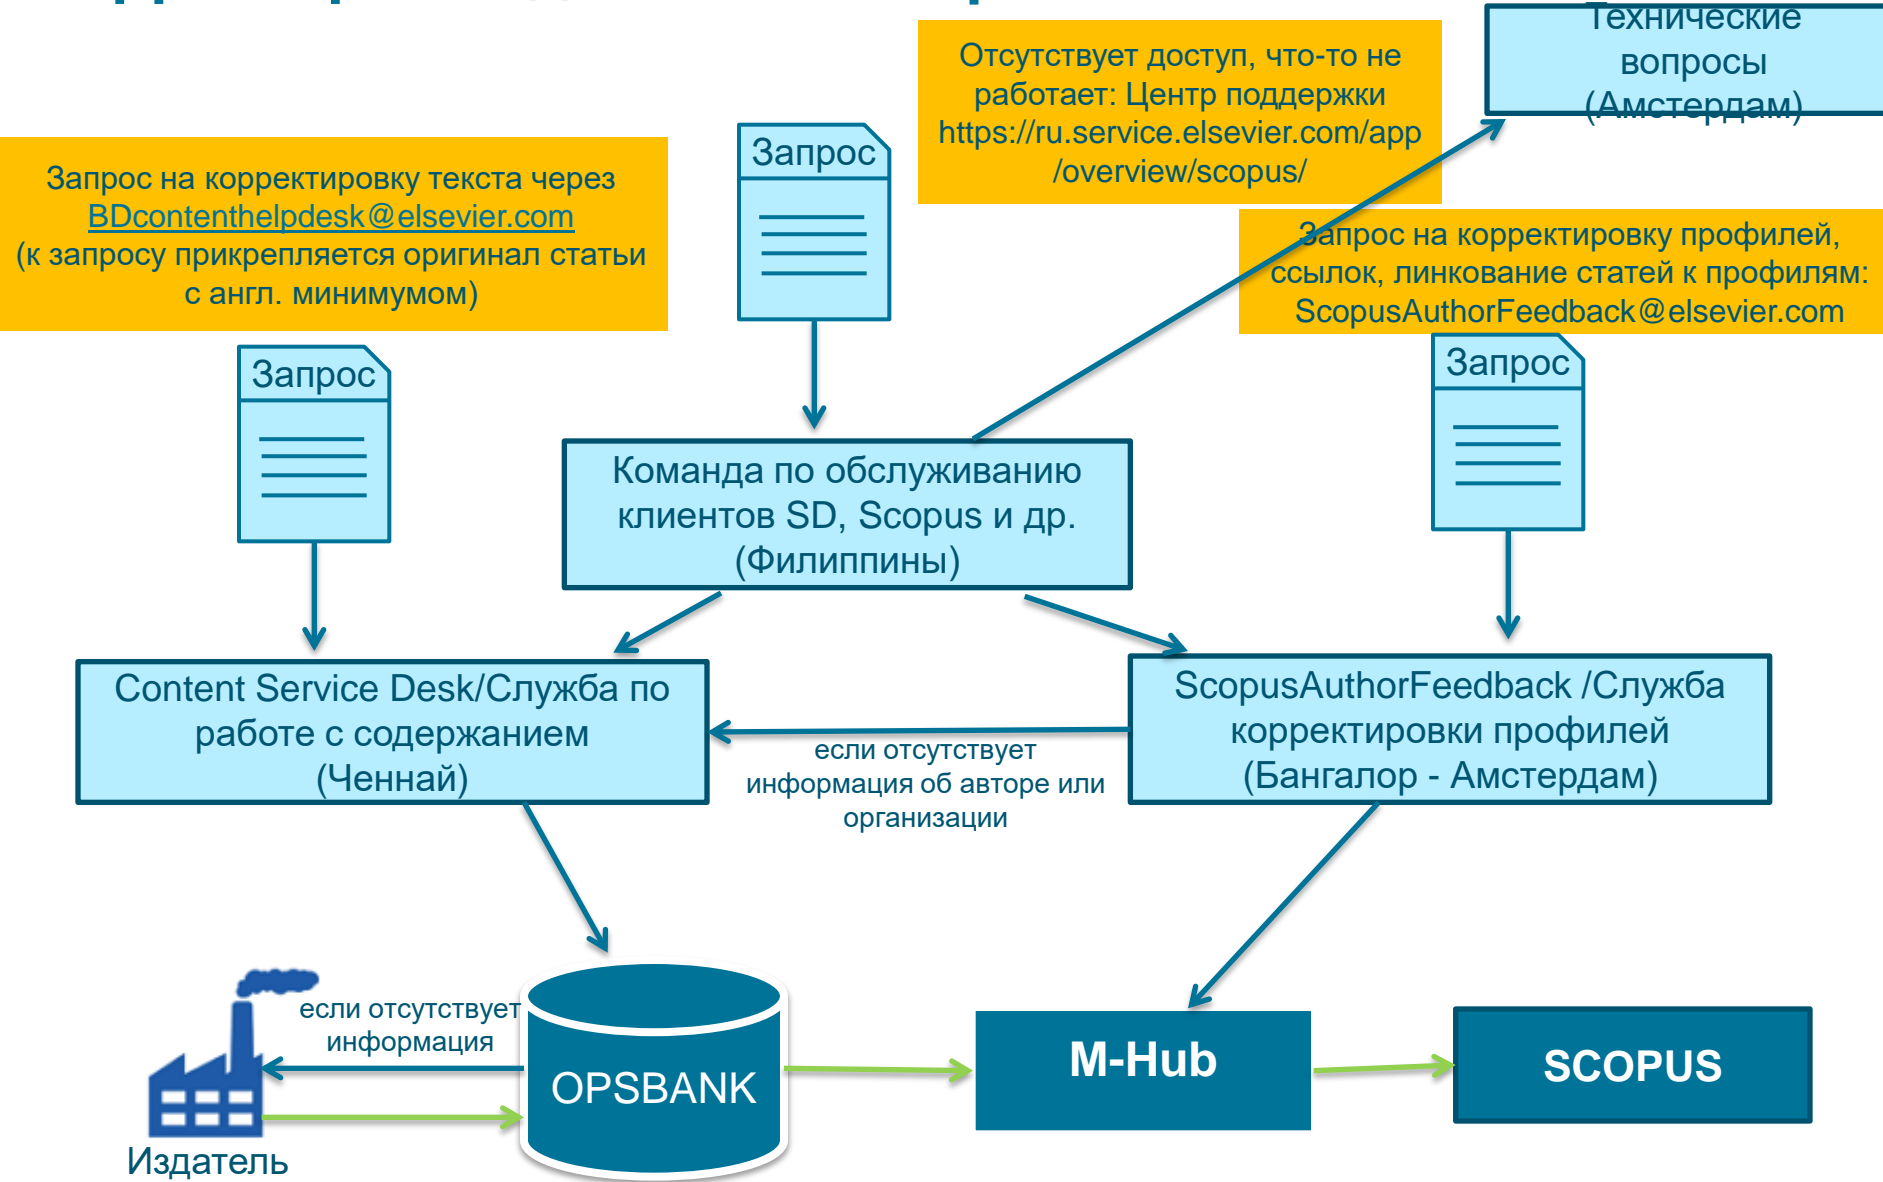 Технические
вопросы
(Амстердам)
Отсутствует доступ, что-то не
работает: Центр поддержки
https://ru.service.elsevier.com/app
/overview/scopus/
Запрос
Запрос на корректировку текста через
BDcontenthelpdesk@elsevier.com
(к запросу прикрепляется оригинал статьи
с англ. минимумом)
Запрос на корректировку профилей,
ссылок, линкование статей к профилям:
ScopusAuthorFeedback@elsevier.com
Запрос
Запрос
Команда по обслуживанию
клиентов SD, Scopus и др.
(Филиппины)
Content Service Desk/Служба по
работе с содержанием
(Ченнай)
если отсутствует
информация об авторе или
организации
ScopusAuthorFeedback /Служба
корректировки профилей
(Бангалор - Амстердам)
если отсутствует
информация
Издатель
OPSBANK
M-Hub
SCOPUS